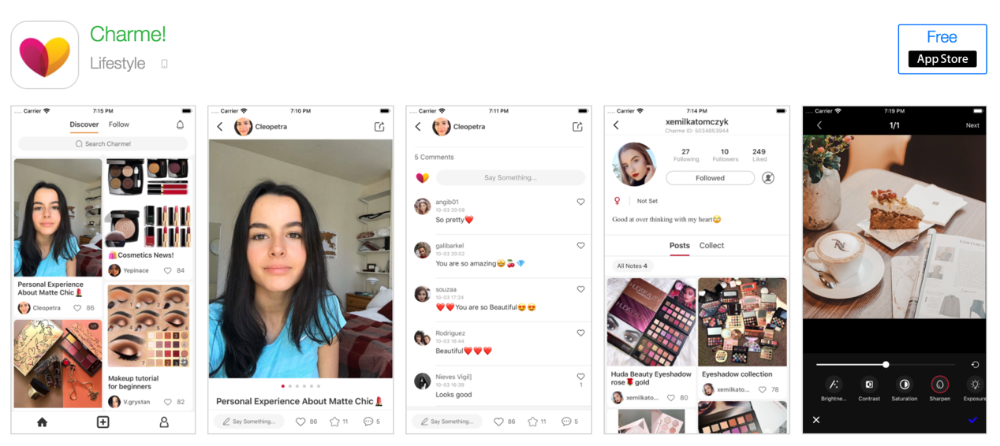 Charme!
Lifestyle
Free
App Store
.... Carrier 7:15 PM
Discover Follow
Search Charme!
Personal Experience
About Matte Chic
Cleopetra 86
1/7
Cosmetics News!
Yepinace 84
Makeup tutorial
for beginners
V.grystan 82
.... Carrier 7:10 PM
Cleopetra
Personal Experience About Matte Chic
Say Something... 86 11 5
.... Carrier 7:11 PM
Cleopetra
5 Comments
Say Something...
angib01
10-03 20:08
So pretty❤️
galibarkel
10-03 20:02
You are so amazing🤩🍒💎
souzaa
10-03 17:24
❤️❤️You are so Beautiful😍😍
Rodriguez
10-03 16:44
Beautiful❤️❤️❤️
Nieves Vigil]
10-03 16:39
1
Looks good
Say Something... 86 11 5
.... Carrier 7:14 PM
xemilkatomczyk
Charme ID: 5034853944
27 10 249
Following Followers Liked
Followed
Not Set
Good at over thinking with my heart
Posts Collect
All Notes 4
Huda Beauty Eyeshadow
rose🌹gold
xemilkato... 80
Eyeshadow collection
xemilkato... 78
.... Carrier 7:19 PM
1/1 Next
Brightne... Contrast Saturation Sharpen Exposure